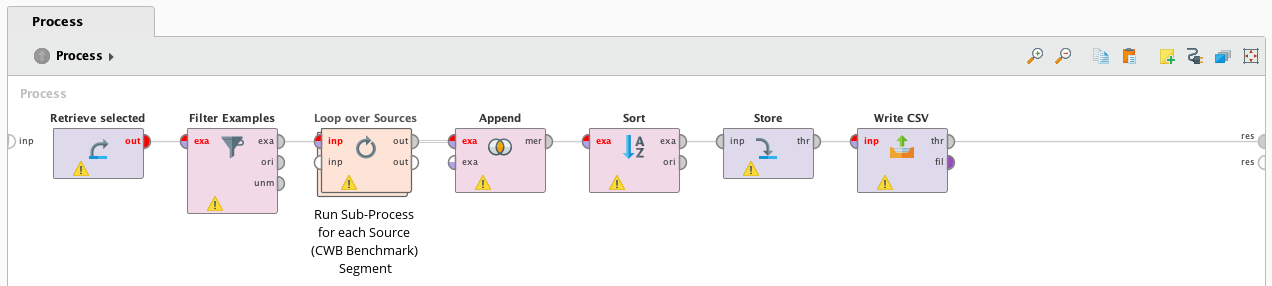 Process
Process
Process
Retrieve selected
Filter Examples
Loop over Sources
Append
Sort
Store
Write CSV
inp
out
exa
exa
ori
unm
inp
out
inp
out
exa
mer
exa
exa
exa
ori
inp
thr
inp
thr
fil
res
res
A
Z
Run Sub-Process
for each Source
(CWB Benchmark)
Segment